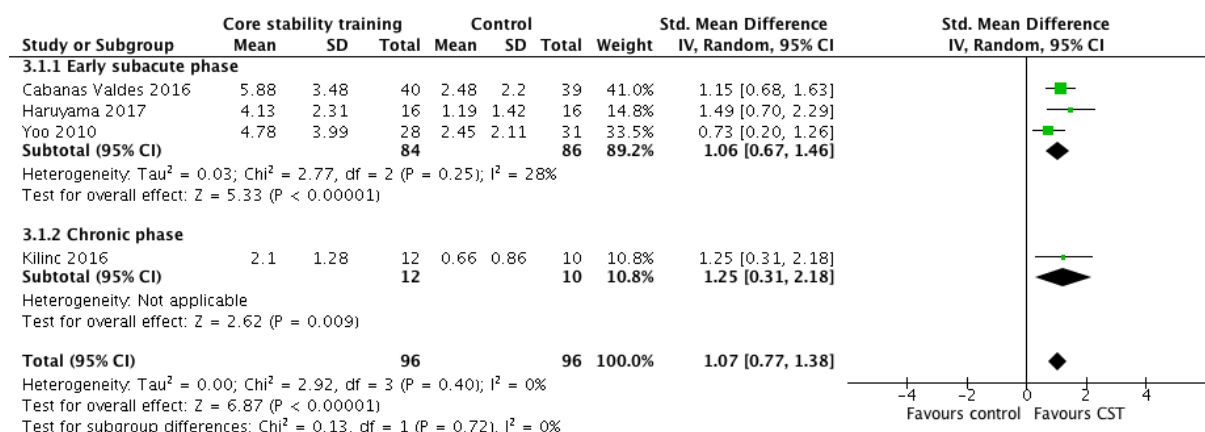 Core stability training Control Std. Mean Difference Std. Mean Difference
Study or Subgroup Mean SD Total Mean SD Total Weight IV, Random, 95% CI IV, Random, 95% CI
3.1.1 Early subacute phase
Cabanas Valdes 2016 5.88 3.48 40 2.48 2.2 39 41.0% 1.15 [0.68, 1.63]
Haruyama 2017 4.13 2.31 16 1.19 1.42 16 14.8% 1.49 [0.70, 2.29]
Yoo 2010 4.78 3.99 28 2.45 2.11 31 33.5% 0.73 [0.20, 1.26]
Subtotal (95% CI) 84 86 89.2% 1.06 [0.67, 1.46]
Heterogeneity: Tau² = 0.03; Chi² = 2.77, df = 2 (P = 0.25); I² = 28%
Test for overall effect: Z = 5.33 (P < 0.00001)
3.1.2 Chronic phase
Kilinc 2016 2.1 1.28 12 0.66 0.86 10 10.8% 1.25 [0.31, 2.18]
Subtotal (95% CI) 12 10 10.8% 1.25 [0.31, 2.18]
Heterogeneity: Not applicable
Test for overall effect: Z = 2.62 (P = 0.009)
Total (95% CI) 96 96 100.0% 1.07 [0.77, 1.38]
Heterogeneity: Tau² = 0.00; Chi² = 2.92, df = 3 (P = 0.40); I² = 0%
Test for overall effect: Z = 6.87 (P < 0.00001)
Test for subgroup differences: Chi² = 0.13, df = 1 (P = 0.72), I² = 0%
-4 -2 0 2 4
Favours control Favours CST